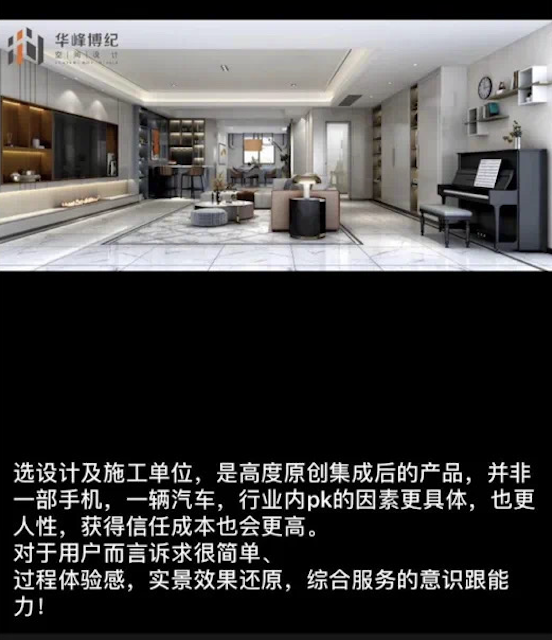 华峰博纪
空间设计
选设计及施工单位，是高度原创集成后的产品，并非
一部手机，一辆汽车，行业内pk的因素更具体，也更
人性，获得信任成本也会更高。
对于用户而言诉求很简单、
过程体验感，实景效果还原，综合服务的意识跟能
力！